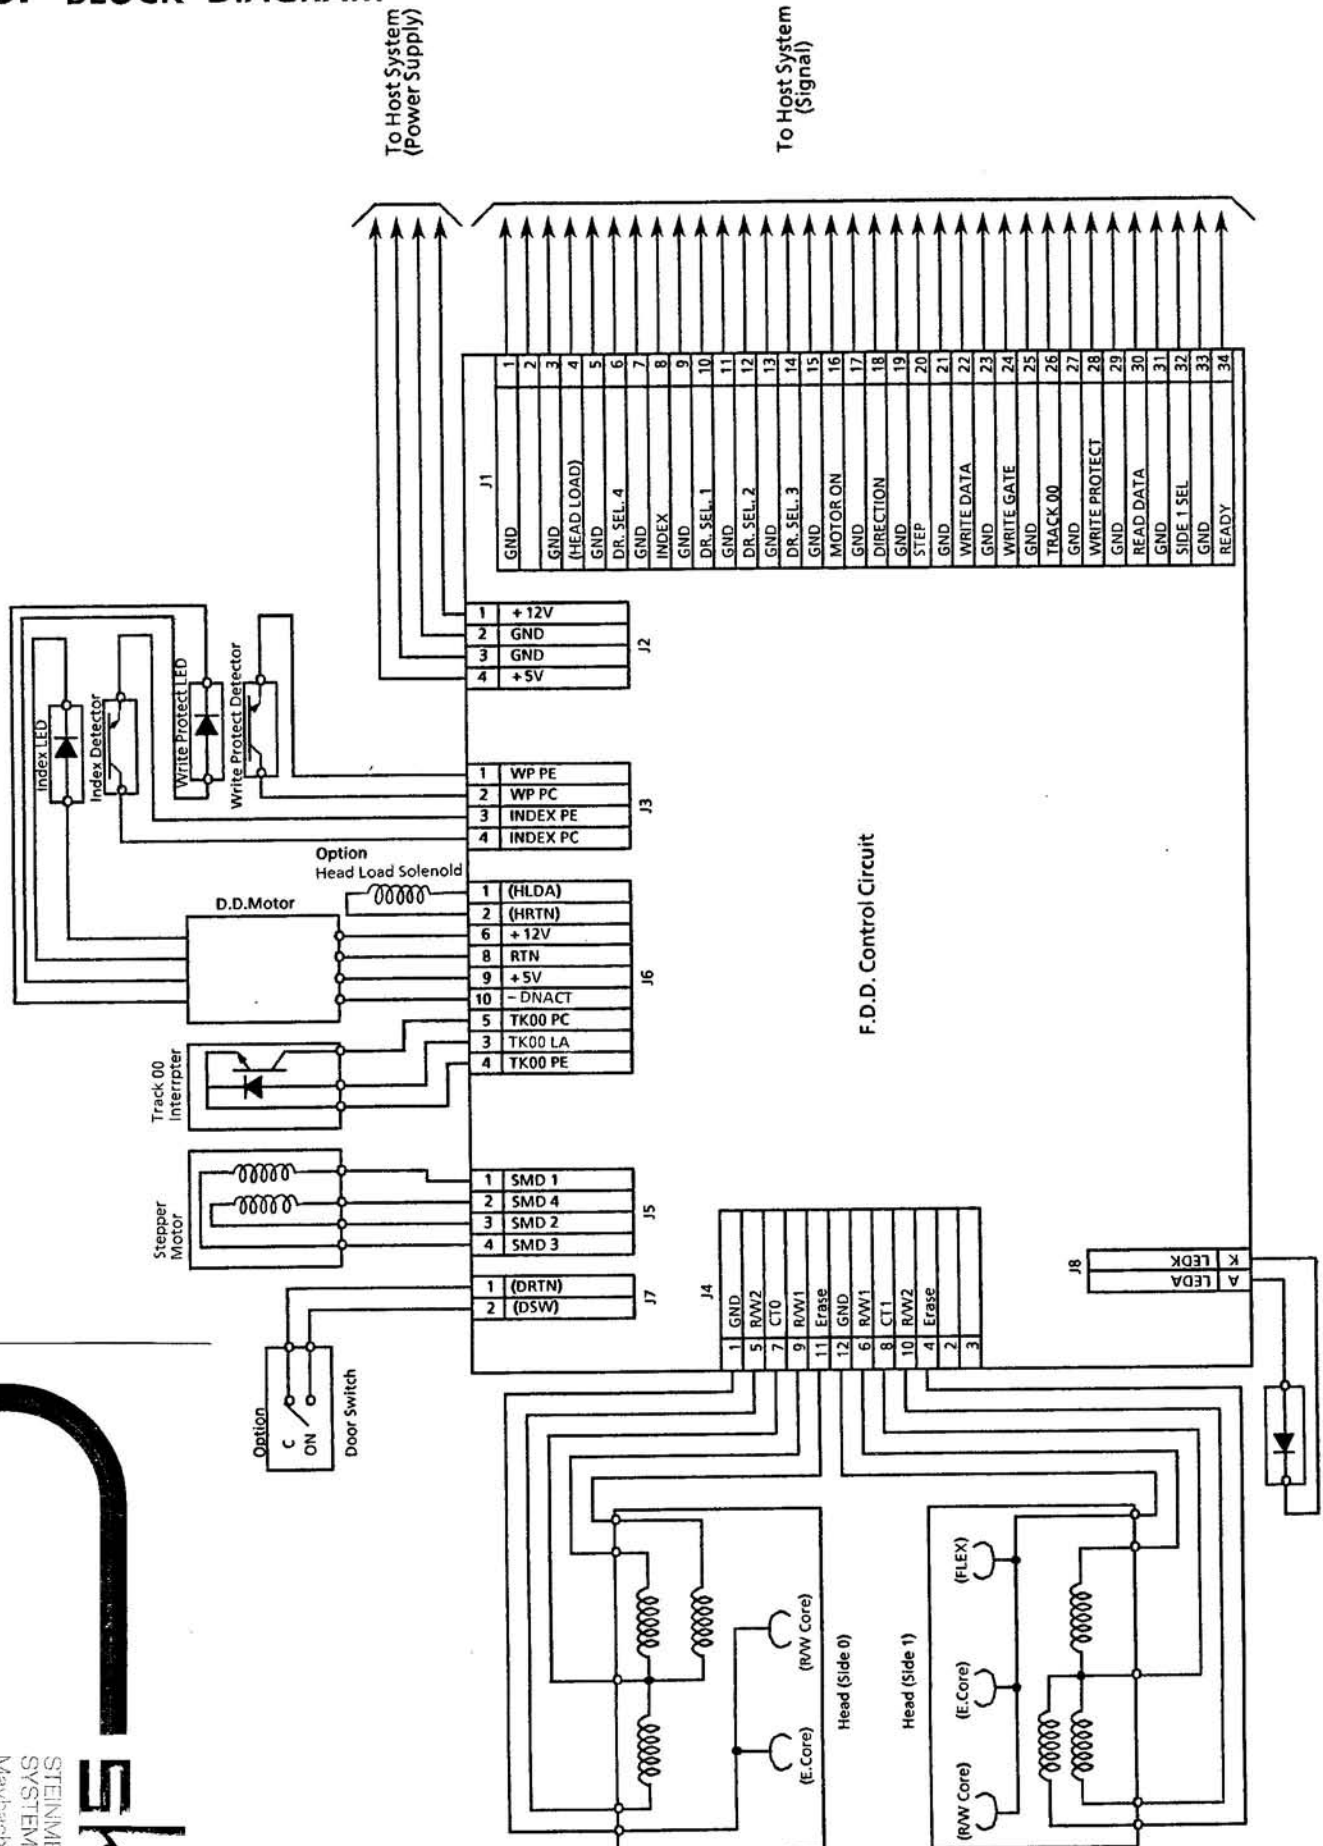 BLOCK DIAGRAM
To Host System
(Power Supply)
To Host System
(Signal)
J1
GND 1
2
GND 3
(HEAD LOAD) 4
GND 5
DR. SEL. 4 6
GND 7
INDEX 8
GND 9
DR. SEL. 1 10
GND 11
DR. SEL. 2 12
GND 13
DR. SEL. 3 14
GND 15
MOTOR ON 16
GND 17
DIRECTION 18
GND 19
STEP 20
GND 21
WRITE DATA 22
GND 23
WRITE GATE 24
GND 25
TRACK 00 26
GND 27
WRITE PROTECT 28
GND 29
READ DATA 30
GND 31
SIDE 1 SEL 32
GND 33
READY 34
Index LED
Index Detector
Write Protect LED
Write Protect Detector
1 +12V
2 GND
3 GND
4 +5V
J2
1 WP PE
2 WP PC
3 INDEX PE
4 INDEX PC
J3
Option
Head Load Solenold
D.D.Motor
1 (HLDA)
2 (HRTN)
6 +12V
8 RTN
9 +5V
10 -DNACT
5 TK00 PC
3 TK00 LA
4 TK00 PE
J6
Track 00
Interrpter
F.D.D. Control Circuit
Stepper
Motor
1 SMD 1
2 SMD 4
3 SMD 2
4 SMD 3
J5
1 (DRTN)
2 (DSW)
J7
Option
C
ON
Door Switch
J4
1 GND
5 R/W2
7 CT0
9 R/W1
11 Erase
12 GND
6 R/W1
8 CT1
10 R/W2
4 Erase
2
3
J8
K LEDK
A LEDA
(R/W Core)
(E.Core)
Head (Side 0)
Head (Side 1)
(FLEX)
(E.Core)
(R/W Core)